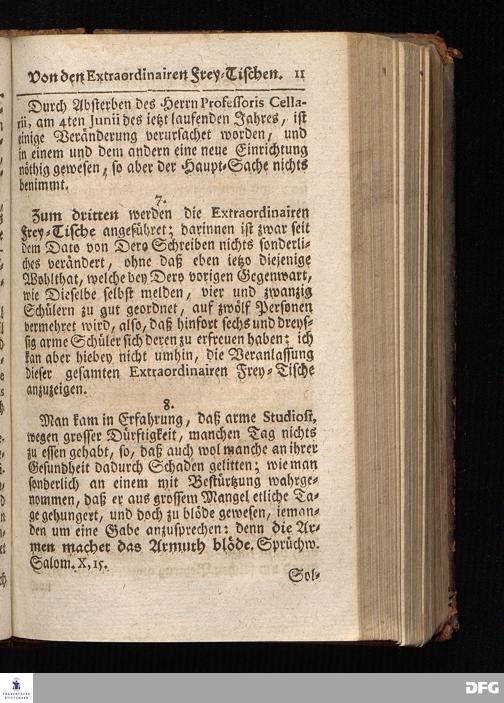 Von den Extraordinairen Frey-Tischen. 11
Durch Absterben des Herrn Professoris Cella-
rii, am 4ten Junii des ietzt laufenden Jahres, ist
einige Veränderung verursachet worden, und
in einem und dem andern eine neue Einrichtung
nöthig gewesen, so aber der Haupt-Sache nichts
benimmt.
7.
Zum dritten werden die Extraordinairen
Frey-Tische angeführet; darinnen ist zwar seit
dem Dato von Dero Schreiben nichts sonderli-
ches verändert, ohne daß eben ietzo diejenige
Wohlthat, welche bey Dero vorigen Gegenwart,
wie Dieselbe selbst melden, vier und zwanzig
Schülern zu gut geordnet, auf zwölf Personen
vermehret wird, also, daß hinfort sechs und dreys-
sig arme Schüler sich deren zu erfreuen haben; ich
kan aber hiebey nicht umhin, die Veranlassung
dieser gesamten Extraordinairen Frey-Tische
anzuzeigen.
8.
Man kam in Erfahrung, daß arme Studiosi,
wegen grosser Dürftigkeit, manchen Tag nichts
zu essen gehabt, so, daß auch wol manche an ihrer
Gesundheit dadurch Schaden gelitten; wie man
sonderlich an einem mit Bestürtzung wahrge-
nommen, daß er aus grossem Mangel etliche Ta-
ge gehungert, und doch zu blöde gewesen, ieman-
den um eine Gabe anzusprechen: denn die Ar-
men machet das Armuth blöde. Sprüchw.
Salom. X, 15.
Sol-
FRANCKESCHE
STIFTUNGEN
DFG